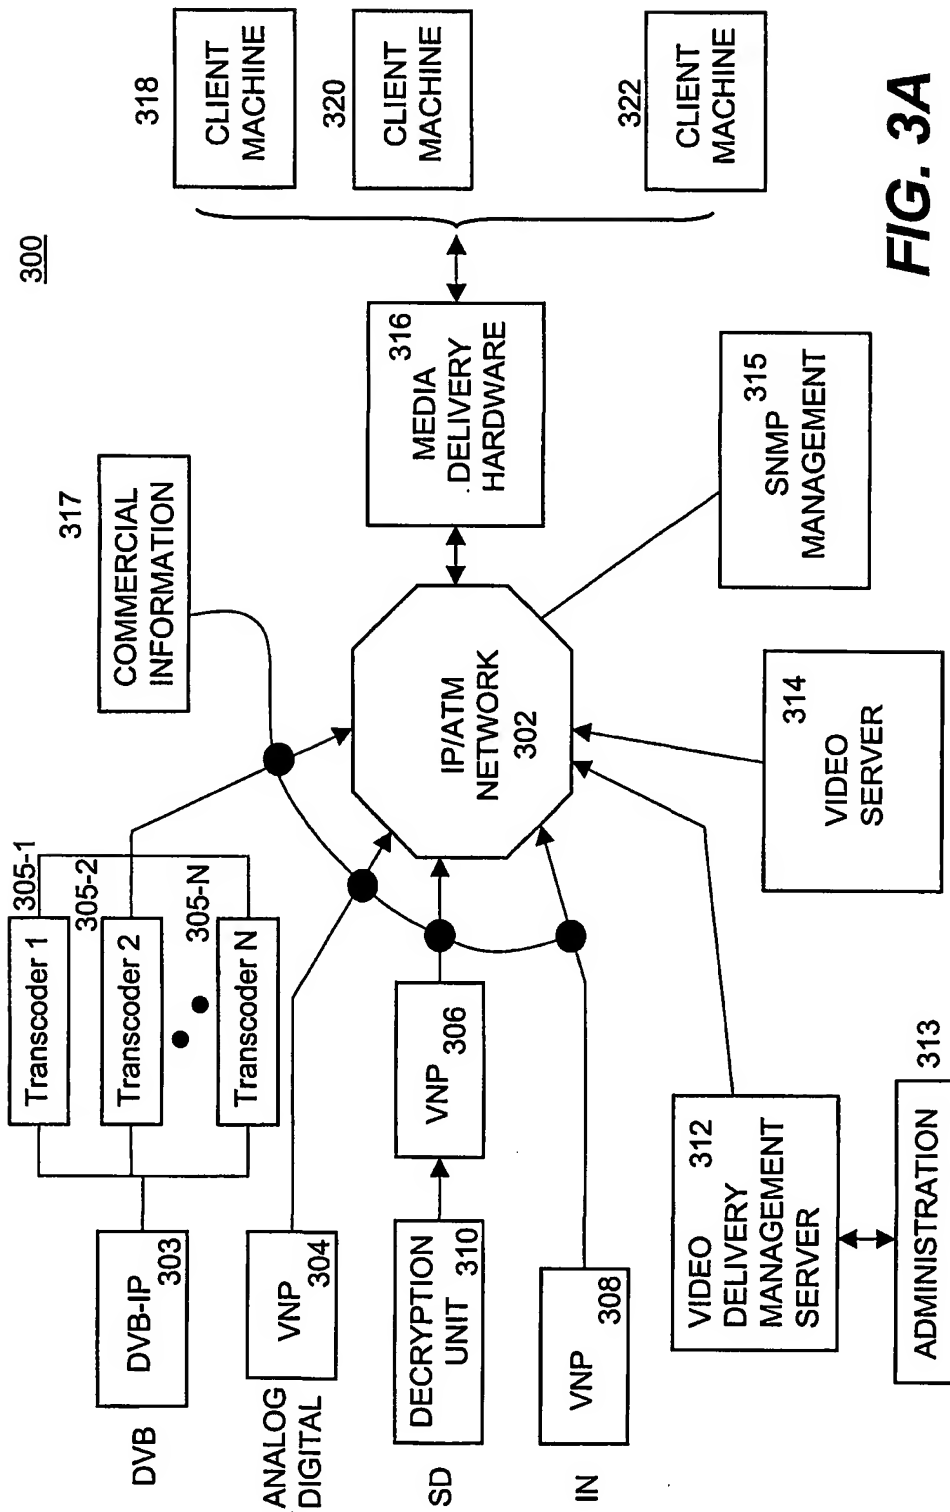 300
DVB
DVB-IP
303
Transcoder 1
305-1
Transcoder 2
305-2
Transcoder N
305-N
ANALOG
DIGITAL
VNP
304
SD
DECRYPTION
UNIT
310
VNP
306
IN
VNP
308
COMMERCIAL
INFORMATION
317
IP/ATM
NETWORK
302
316
MEDIA
DELIVERY
HARDWARE
318
CLIENT
MACHINE
320
CLIENT
MACHINE
322
CLIENT
MACHINE
VIDEO 312
DELIVERY
MANAGEMENT
SERVER
ADMINISTRATION
313
314
VIDEO
SERVER
SNMP 315
MANAGEMENT
FIG. 3A